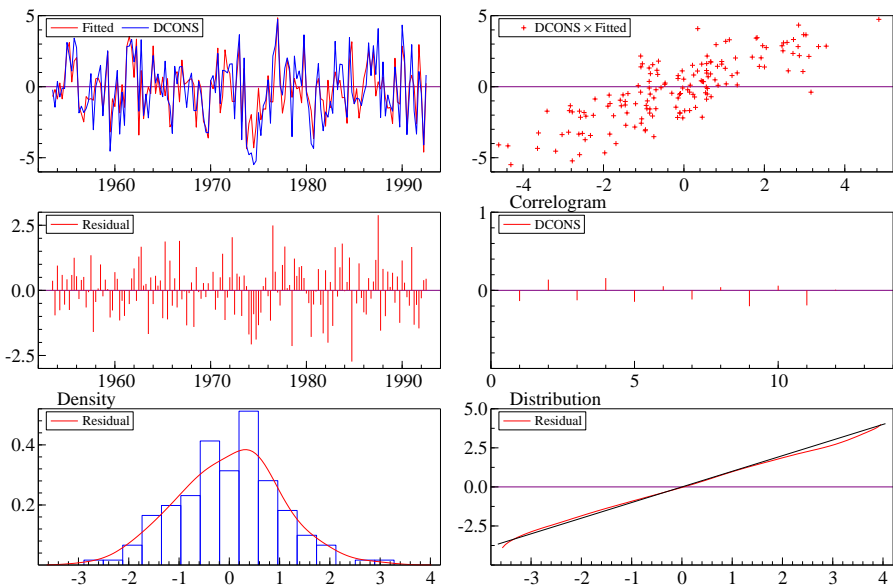 5
0
-5
Fitted DCONS
1960 1970 1980 1990
5
0
-5
DCONS × Fitted
-4 -2 0 2 4
2.5
0.0
-2.5
Residual
1960 1970 1980 1990
Correlogram
1
0
DCONS
0 5 10
Density
0.4
0.2
Residual
-3 -2 -1 0 1 2 3 4
Distribution
5.0
2.5
0.0
-2.5
Residual
-3 -2 -1 0 1 2 3 4